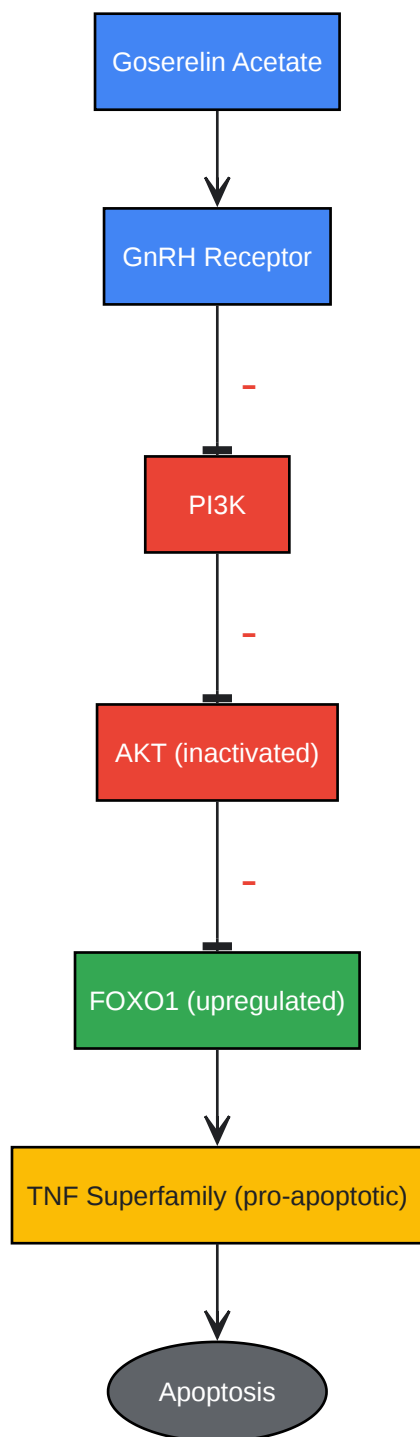 Goserelin Acetate
GnRH Receptor
-
PI3K
-
AKT (inactivated)
-
FOXO1 (upregulated)
TNF Superfamily (pro-apoptotic)
Apoptosis